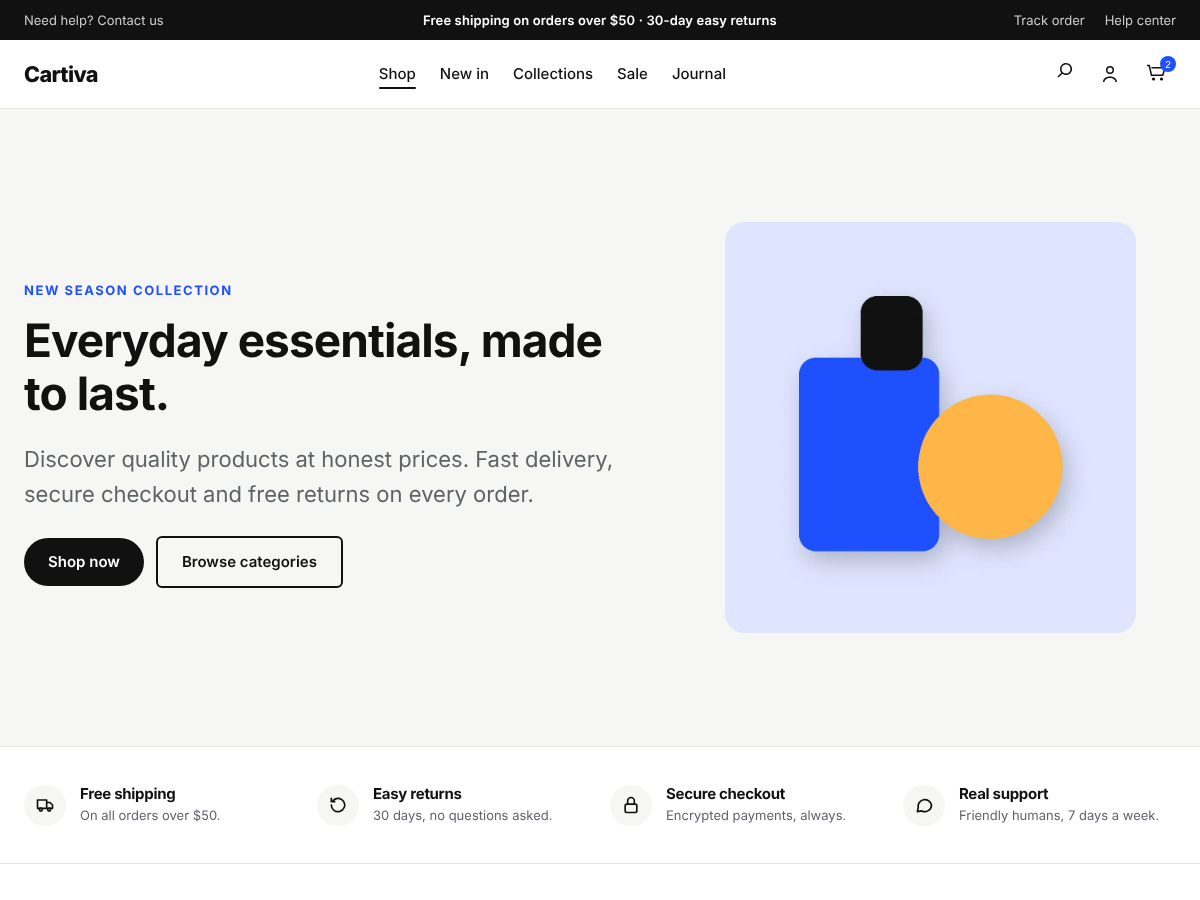 Need help? Contact us
Free shipping on orders over $50 · 30-day easy returns
Track order
Help center
Cartiva
Shop
New in
Collections
Sale
Journal
2
NEW SEASON COLLECTION
Everyday essentials, made
to last.
Discover quality products at honest prices. Fast delivery,
secure checkout and free returns on every order.
Shop now
Browse categories
Free shipping
On all orders over $50.
Easy returns
30 days, no questions asked.
Secure checkout
Encrypted payments, always.
Real support
Friendly humans, 7 days a week.